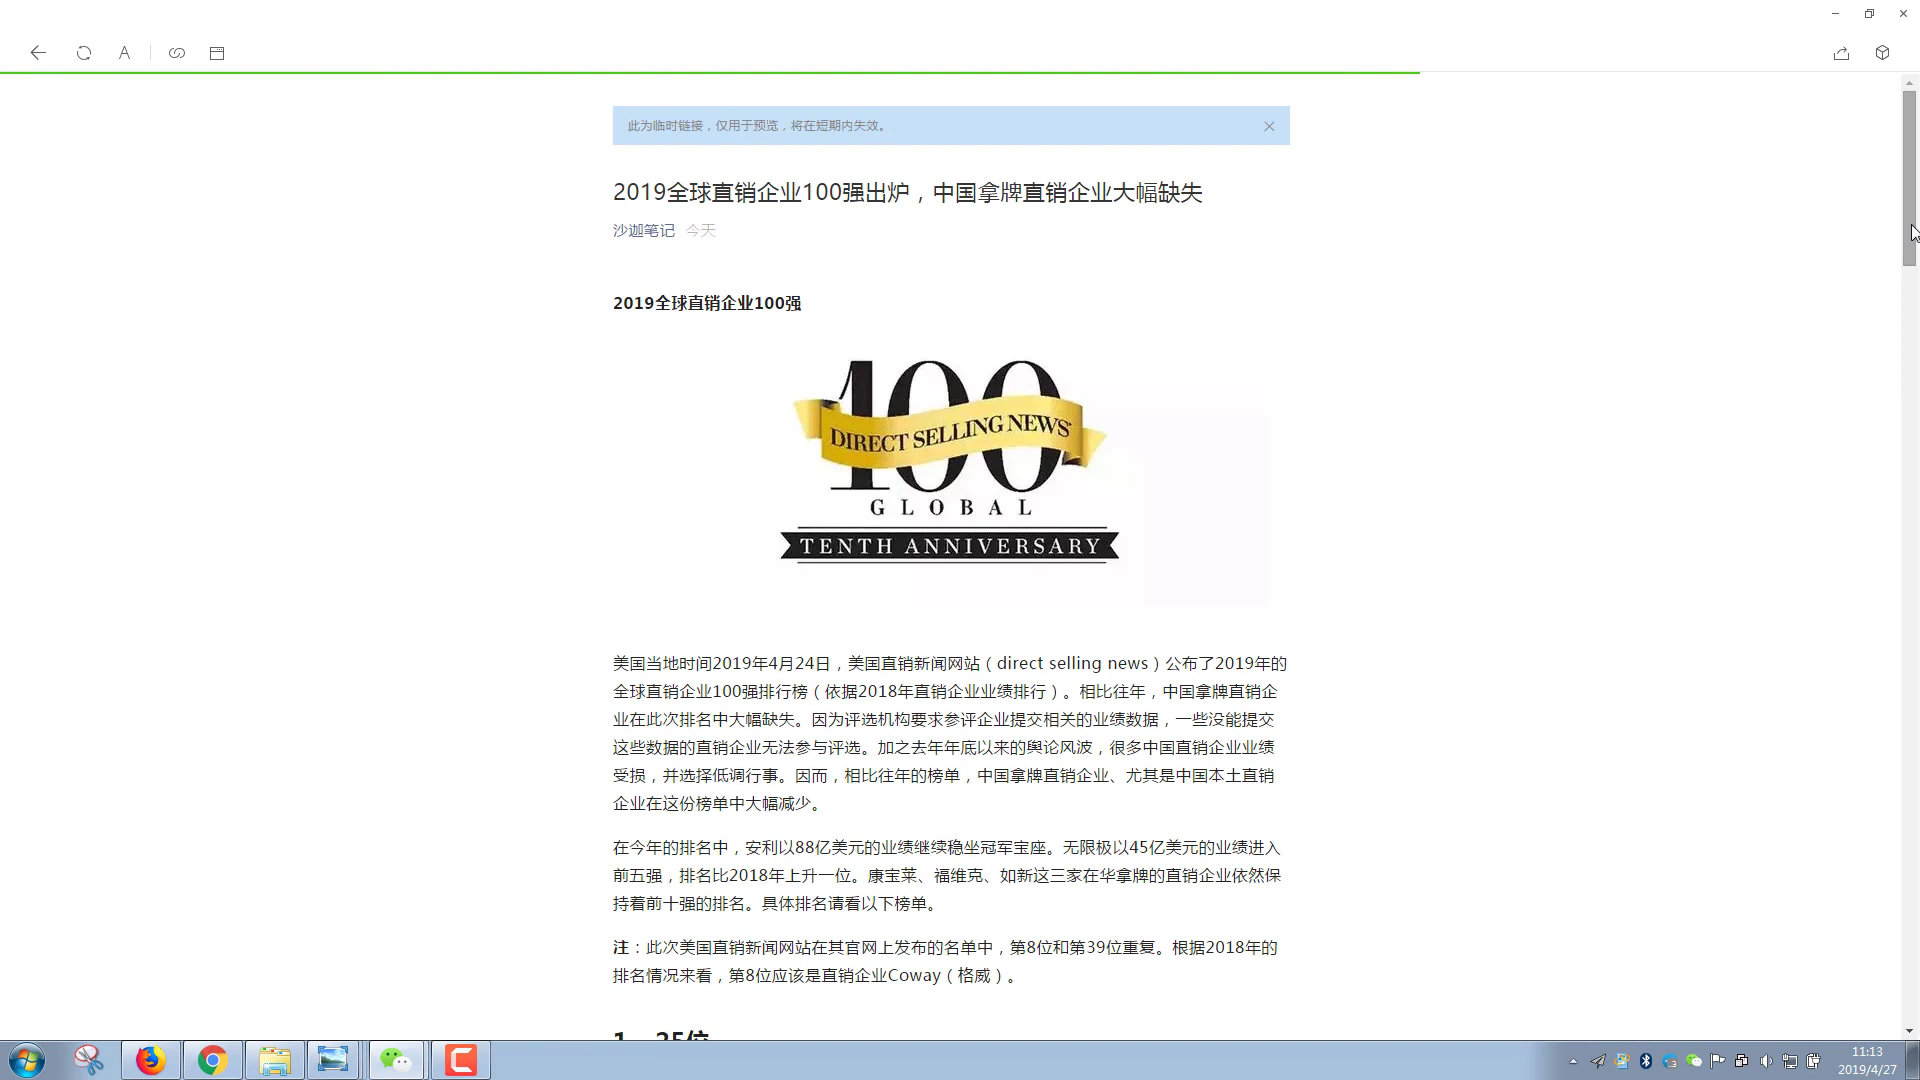 A
此为临时链接，仅用于预览，将在短期内失效。
2019全球直销企业100强出炉，中国拿牌直销企业大幅缺失
沙迦笔记 今天
2019全球直销企业100强
100
DIRECT SELLING NEWS
GLOBAL
TENTH ANNIVERSARY
美国当地时间2019年4月24日，美国直销新闻网站（direct selling news）公布了2019年的
全球直销企业100强排行榜（依据2018年直销企业业绩排行）。相比往年，中国拿牌直销企
业在此次排名中大幅缺失。因为评选机构要求参评企业提交相关的业绩数据，一些没能提交
这些数据的直销企业无法参与评选。加之去年年底以来的舆论风波，很多中国直销企业业绩
受损，并选择低调行事。因而，相比往年的榜单，中国拿牌直销企业、尤其是中国本土直销
企业在这份榜单中大幅减少。
在今年的排名中，安利以88亿美元的业绩继续稳坐冠军宝座。无限极以45亿美元的业绩进入
前五强，排名比2018年上升一位。康宝莱、福维克、如新这三家在华拿牌的直销企业依然保
持着前十强的排名。具体排名请看以下榜单。
注：此次美国直销新闻网站在其官网上发布的名单中，第8位和第39位重复。根据2018年的
排名情况来看，第8位应该是直销企业Coway（格威）。
11:13
2019/4/27